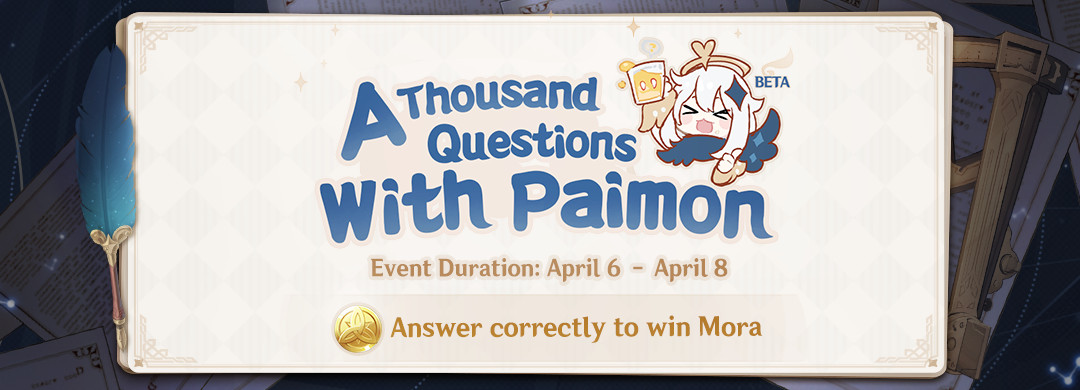 A Thousand
Questions
With Paimon
BETA
Event Duration: April 6 – April 8
Answer correctly to win Mora